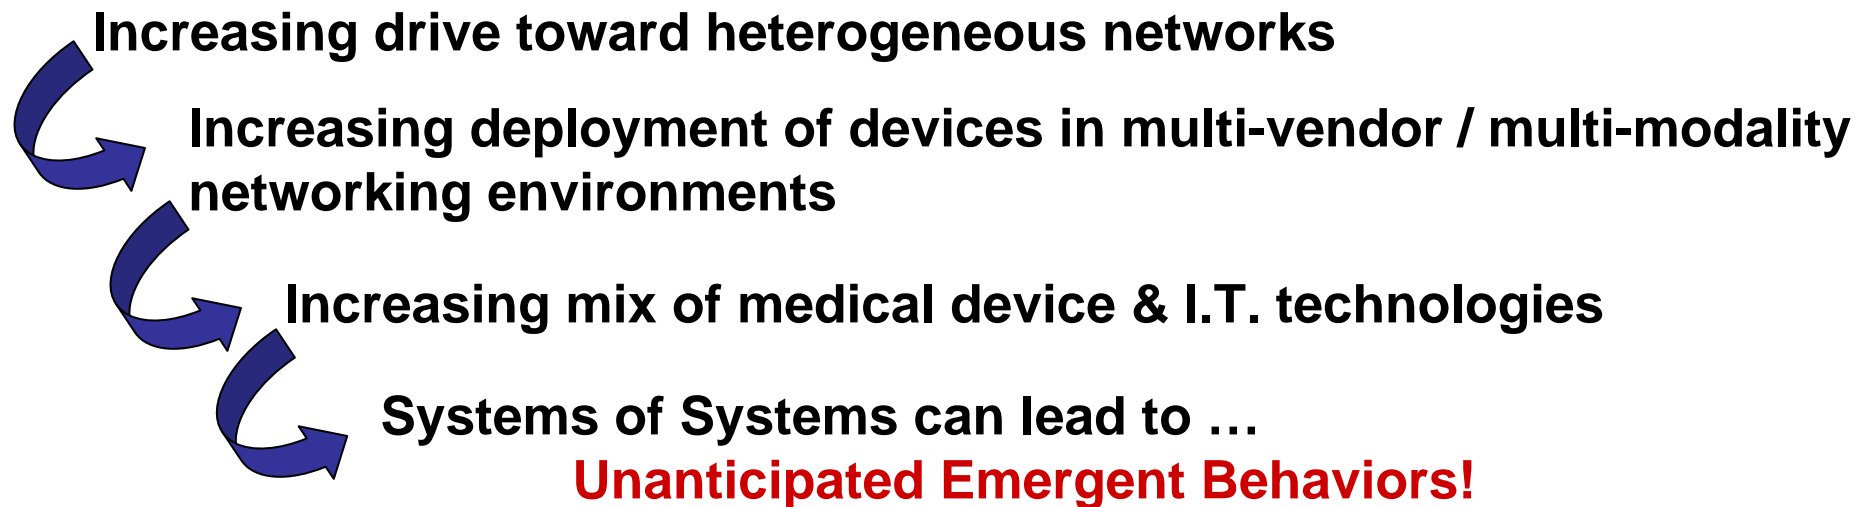 Increasing drive toward heterogeneous networks
Increasing deployment of devices in multi-vendor / multi-modality
networking environments
Increasing mix of medical device & I.T. technologies
Systems of Systems can lead to …
Unanticipated Emergent Behaviors!